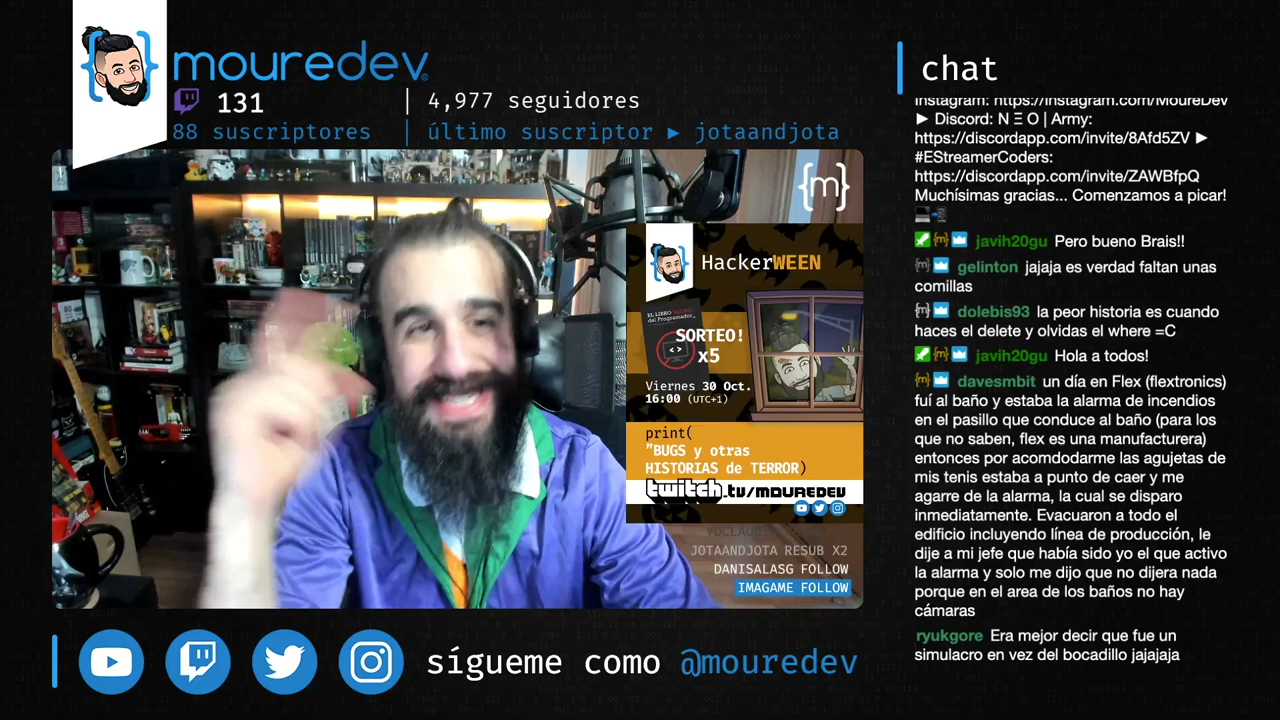 mouredev
131
4,977 seguidores
88 suscriptores
último suscriptor ▶ jotaandjota
{m}
HackerWEEN
EL LIBRO NEGRO
del Programador
SORTEO!
x5
Viernes 30 Oct.
16:00 (UTC+1)
print(
"BUGS y otras
HISTORIAS de TERROR)
twitch.tv/MOUREDEV
JOTAANDJOTA RESUB X2
DANISALASG FOLLOW
IMAGAME FOLLOW
sígueme como @mouredev
chat
Instagram: https://instagram.com/MoureDev
► Discord: N Ξ O | Army:
https://discordapp.com/invite/8Afd5ZV ►
#EStreamerCoders:
https://discordapp.com/invite/ZAWBfpQ
Muchísimas gracias... Comenzamos a picar!
javih20gu Pero bueno Brais!!
gelinton jajaja es verdad faltan unas
comillas
dolebis93 la peor historia es cuando
haces el delete y olvidas el where =C
javih20gu Hola a todos!
davesmbit un día en Flex (flextronics)
fuí al baño y estaba la alarma de incendios
en el pasillo que conduce al baño (para los
que no saben, flex es una manufacturera)
entonces por acomdodarme las agujetas de
mis tenis estaba a punto de caer y me
agarre de la alarma, la cual se disparo
inmediatamente. Evacuaron a todo el
edificio incluyendo línea de producción, le
dije a mi jefe que había sido yo el que activo
la alarma y solo me dijo que no dijera nada
porque en el area de los baños no hay
cámaras
ryukgore Era mejor decir que fue un
simulacro en vez del bocadillo jajajaja